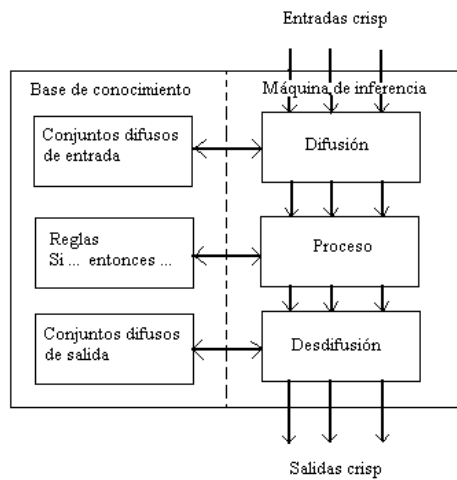 Entradas crisp
Base de conocimiento
Máquina de inferencia
Conjuntos difusos
de entrada
Difusión
Reglas
Si ... entonces ...
Proceso
Conjuntos difusos
de salida
Desdifusión
Salidas crisp